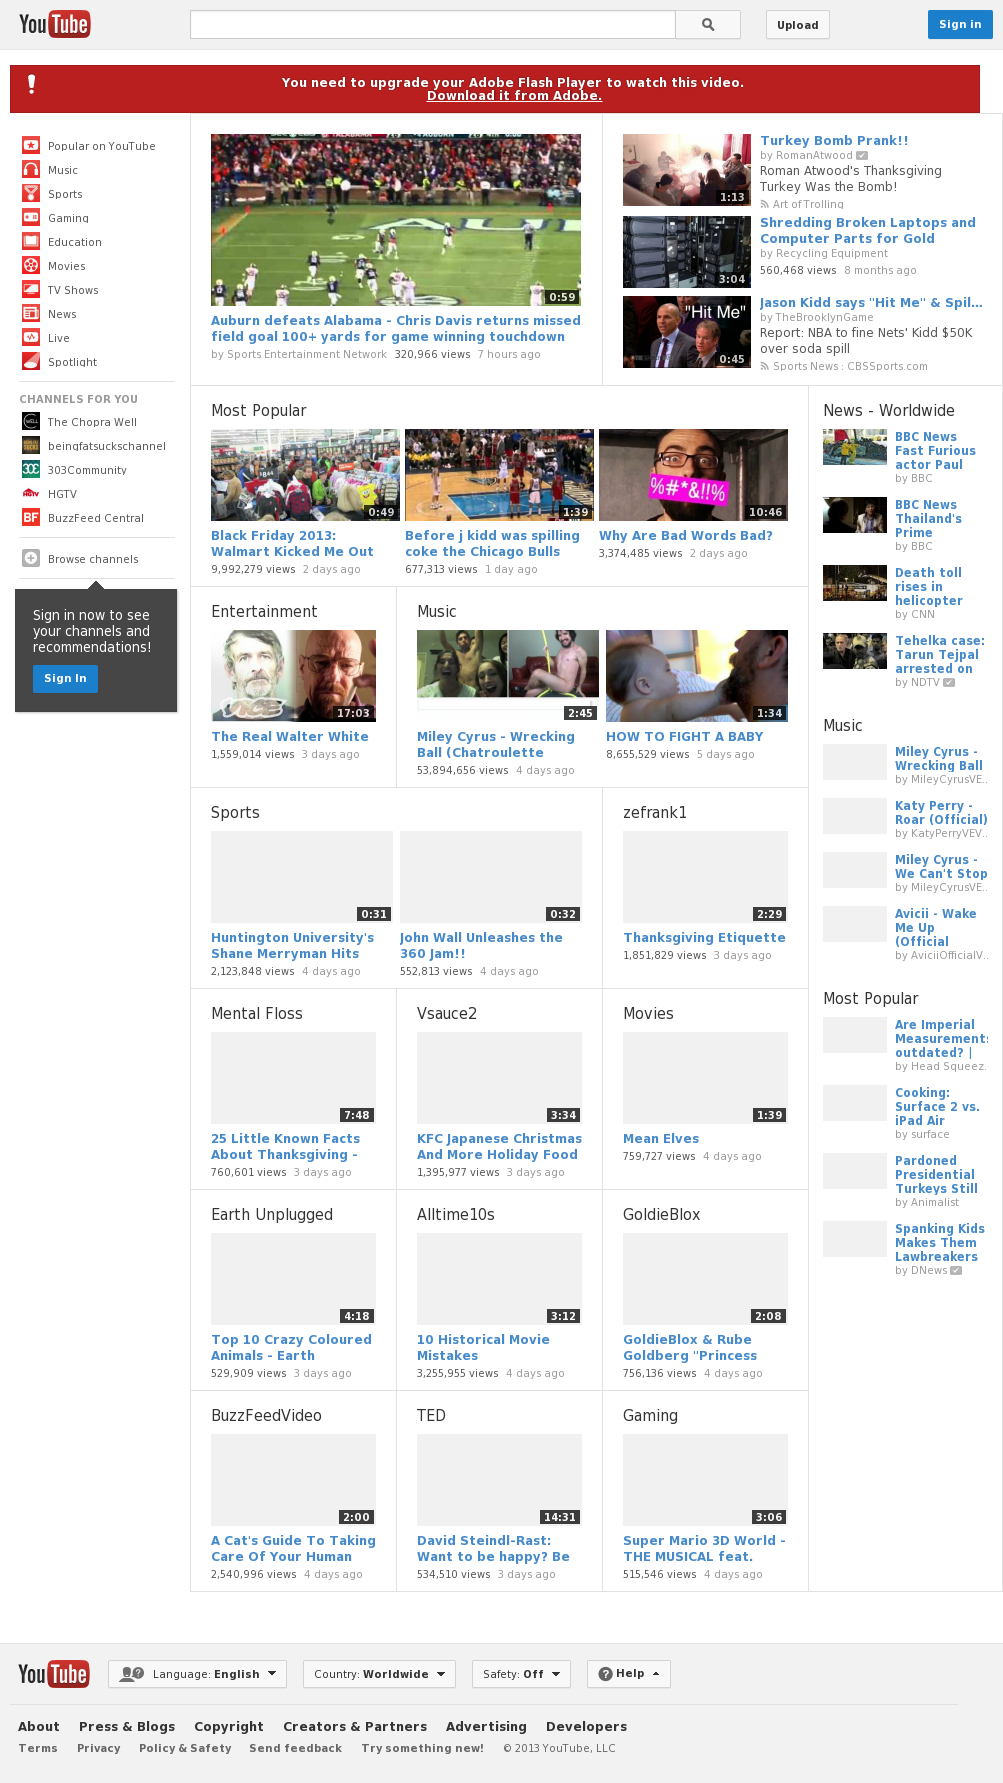 YouTube
Upload
Sign in
You need to upgrade your Adobe Flash Player to watch this video.
Download it from Adobe.
Popular on YouTube
Music
Sports
Gaming
Education
Movies
TV Shows
News
Live
Spotlight
CHANNELS FOR YOU
The Chopra Well
beingfatsuckschannel
303Community
HGTV
BuzzFeed Central
Browse channels
Sign in now to see
your channels and
recommendations!
Sign In
0:59
Auburn defeats Alabama - Chris Davis returns missed
field goal 100+ yards for game winning touchdown
by Sports Entertainment Network 320,966 views 7 hours ago
1:13
Turkey Bomb Prank!!
by RomanAtwood
Roman Atwood's Thanksgiving
Turkey Was the Bomb!
Art of Trolling
3:04
Shredding Broken Laptops and
Computer Parts for Gold
by Recycling Equipment
560,468 views 8 months ago
"Hit Me"
0:45
Jason Kidd says "Hit Me" & Spil...
by TheBrooklynGame
Report: NBA to fine Nets' Kidd $50K
over soda spill
Sports News : CBSSports.com
Most Popular
0:49
Black Friday 2013:
Walmart Kicked Me Out
9,992,279 views 2 days ago
1:39
Before j kidd was spilling
coke the Chicago Bulls
677,313 views 1 day ago
%#*&!!%
10:46
Why Are Bad Words Bad?
3,374,485 views 2 days ago
Entertainment
VICE
17:03
The Real Walter White
1,559,014 views 3 days ago
Music
2:45
Miley Cyrus - Wrecking
Ball (Chatroulette
53,894,656 views 4 days ago
1:34
HOW TO FIGHT A BABY
8,655,529 views 5 days ago
Sports
0:31
Huntington University's
Shane Merryman Hits
2,123,848 views 4 days ago
0:32
John Wall Unleashes the
360 Jam!!
552,813 views 4 days ago
zefrank1
2:29
Thanksgiving Etiquette
1,851,829 views 3 days ago
Mental Floss
7:48
25 Little Known Facts
About Thanksgiving -
760,601 views 3 days ago
Vsauce2
3:34
KFC Japanese Christmas
And More Holiday Food
1,395,977 views 3 days ago
Movies
1:39
Mean Elves
759,727 views 4 days ago
Earth Unplugged
4:18
Top 10 Crazy Coloured
Animals - Earth
529,909 views 3 days ago
Alltime10s
3:12
10 Historical Movie
Mistakes
3,255,955 views 4 days ago
GoldieBlox
2:08
GoldieBlox & Rube
Goldberg "Princess
756,136 views 4 days ago
BuzzFeedVideo
2:00
A Cat's Guide To Taking
Care Of Your Human
2,540,996 views 4 days ago
TED
14:31
David Steindl-Rast:
Want to be happy? Be
534,510 views 3 days ago
Gaming
3:06
Super Mario 3D World -
THE MUSICAL feat.
515,546 views 4 days ago
News - Worldwide
BBC News
Fast Furious
actor Paul
by BBC
BBC News
Thailand's
Prime
by BBC
Death toll
rises in
helicopter
by CNN
Tehelka case:
Tarun Tejpal
arrested on
by NDTV
Music
Miley Cyrus -
Wrecking Ball
by MileyCyrusVE...
Katy Perry -
Roar (Official)
by KatyPerryVEV...
Miley Cyrus -
We Can't Stop
by MileyCyrusVE...
Avicii - Wake
Me Up
(Official
by AviciiOfficialV...
Most Popular
Are Imperial
Measurements
outdated? |
by Head Squeez...
Cooking:
Surface 2 vs.
iPad Air
by surface
Pardoned
Presidential
Turkeys Still
by Animalist
Spanking Kids
Makes Them
Lawbreakers
by DNews
YouTube
Language: English
Country: Worldwide
Safety: Off
Help
About Press & Blogs Copyright Creators & Partners Advertising Developers
Terms Privacy Policy & Safety Send feedback Try something new! © 2013 YouTube, LLC